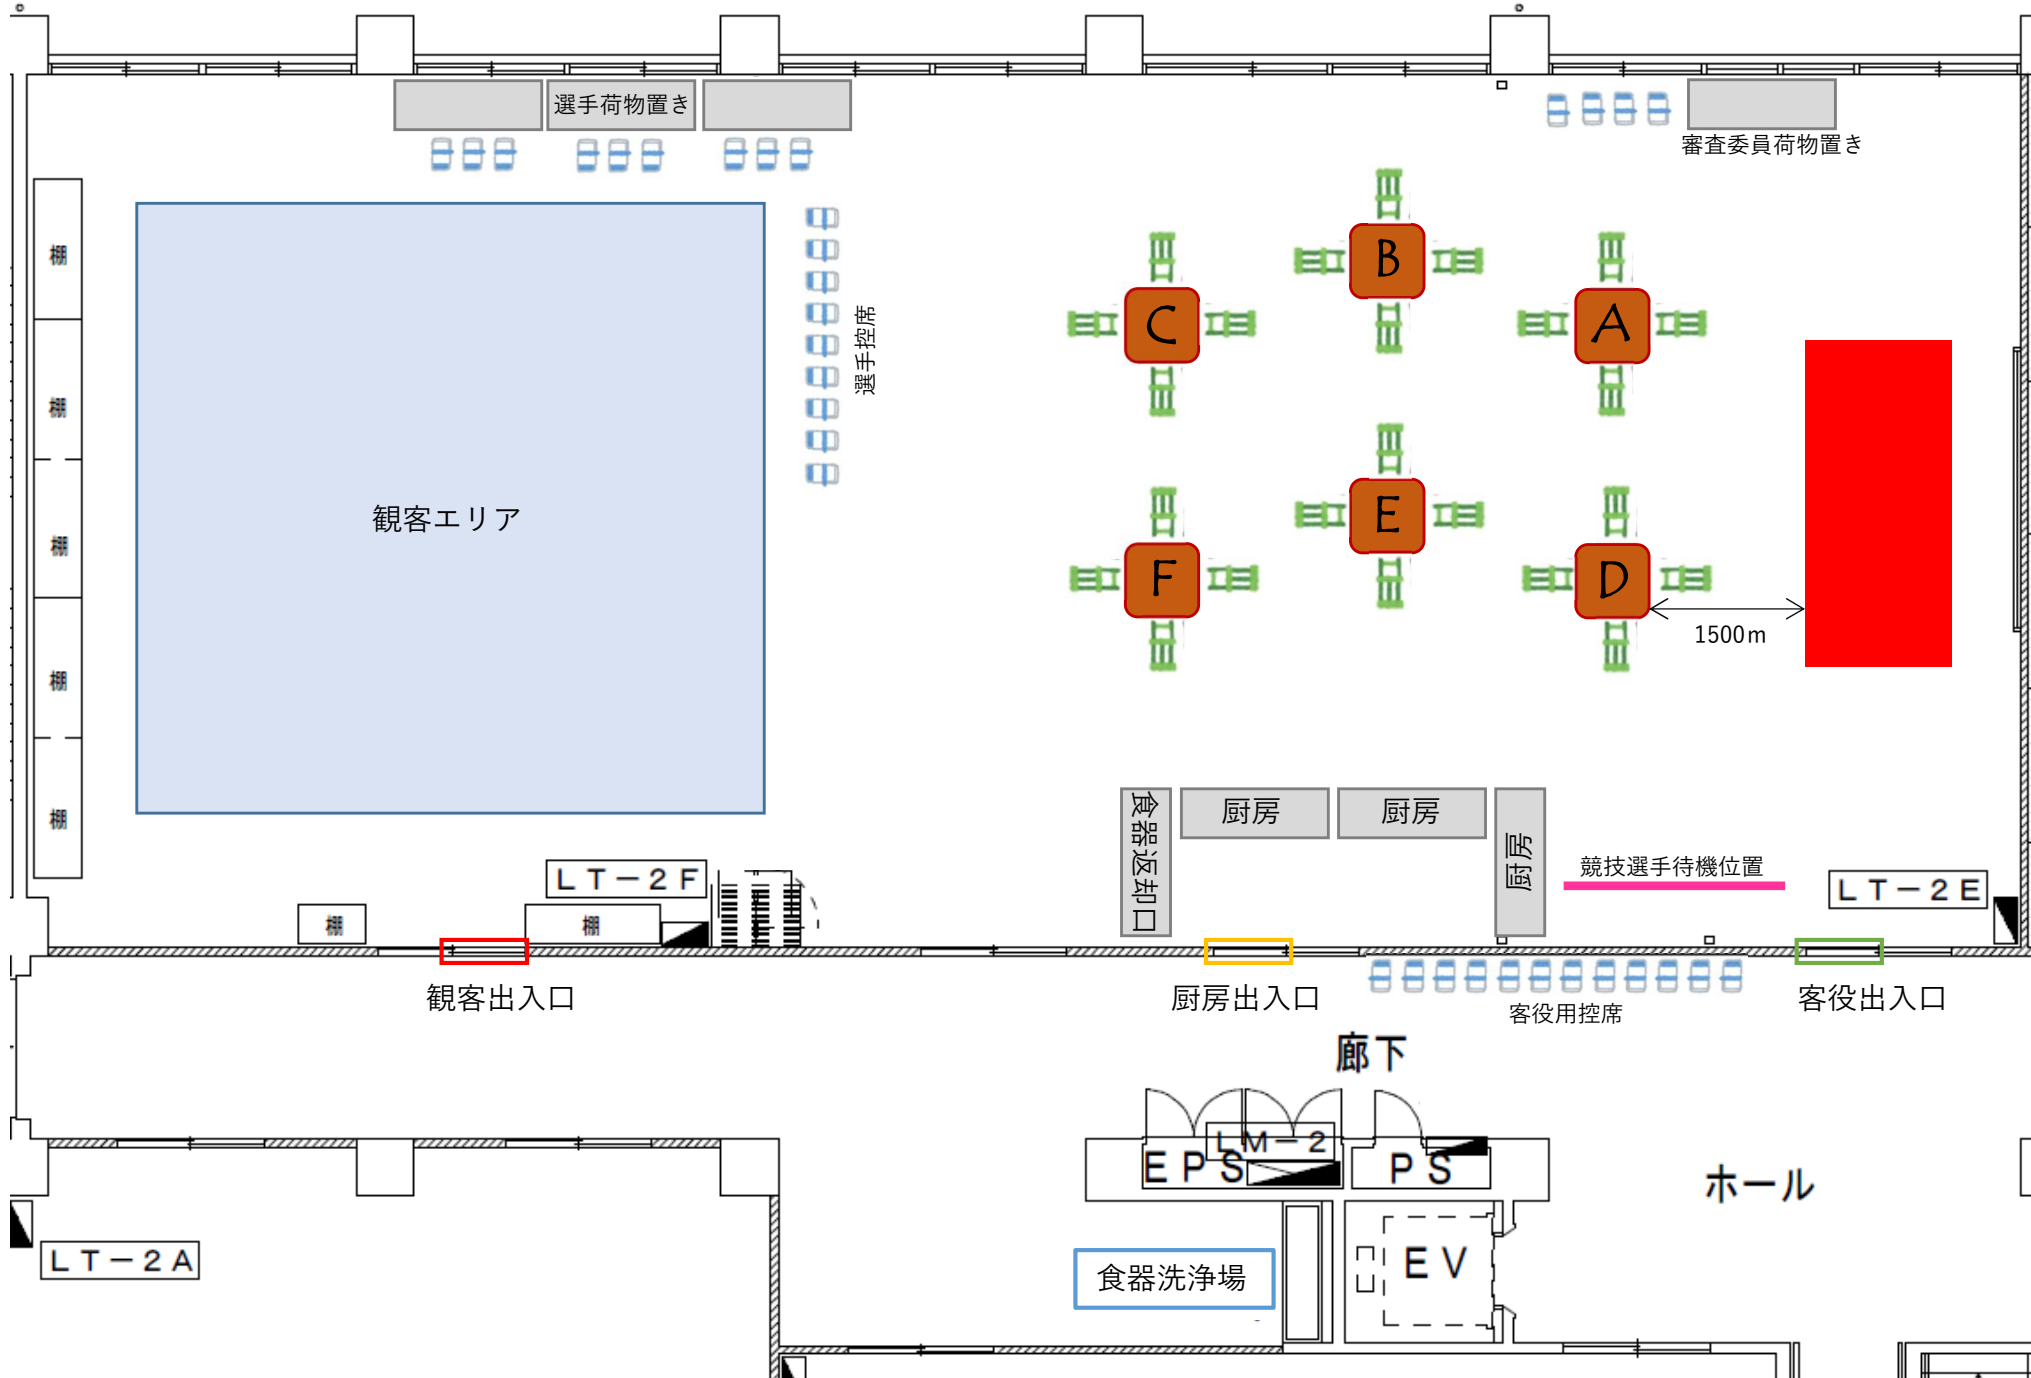 選手荷物置き
審査委員荷物置き
B
C
A
選手控席
棚
棚
棚
棚
棚
観客エリア
E
F
D
1500m
食器返却口
厨房
厨房
厨房
競技選手待機位置
LT-2F
LT-2E
棚
棚
観客出入口
厨房出入口
客役用控席
客役出入口
廊下
LM-2
EPS
PS
ホール
LT-2A
食器洗浄場
EV